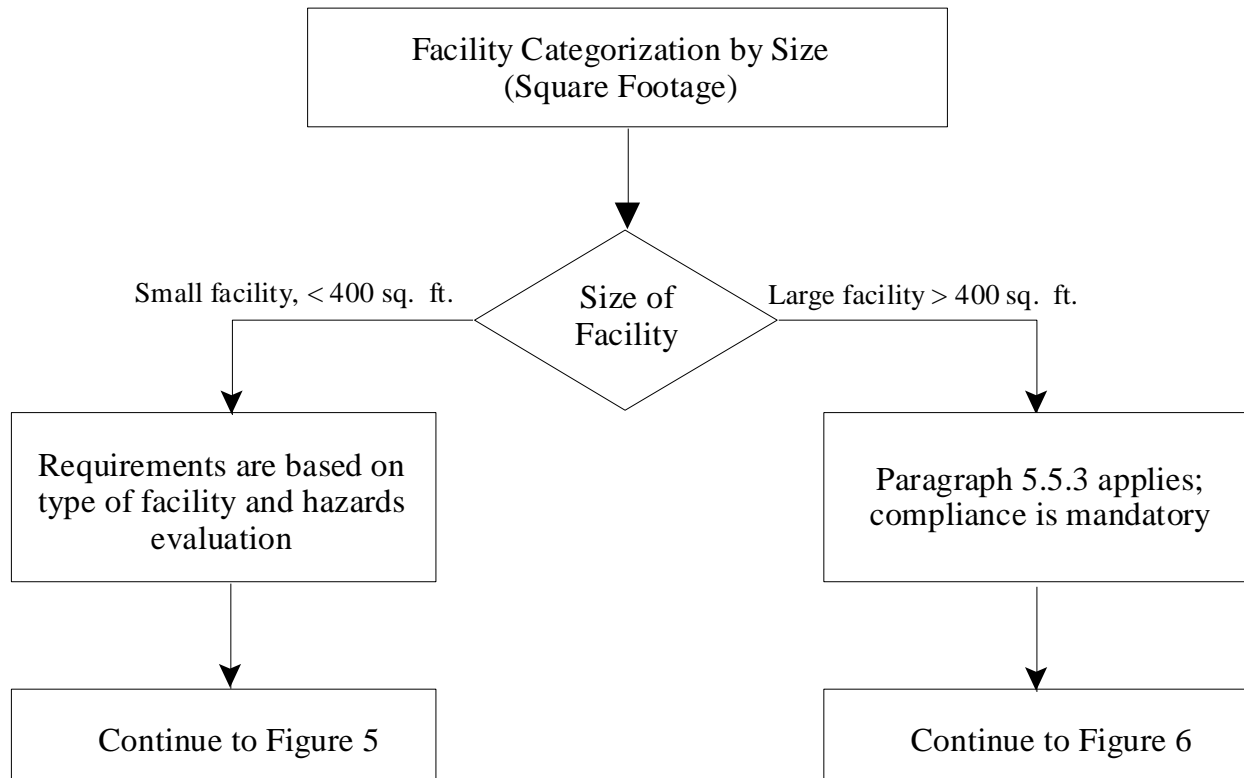 Facility Categorization by Size
(Square Footage)
Small facility, < 400 sq. ft.
Size of
Facility
Large facility > 400 sq. ft.
Requirements are based on
type of facility and hazards
evaluation
Paragraph 5.5.3 applies;
compliance is mandatory
Continue to Figure 5
Continue to Figure 6